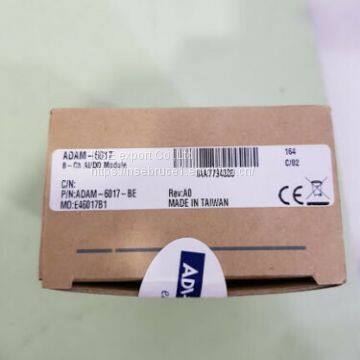 ADAM-6017
8-Ch AI/DO Module
164
C/02
C/N:
P/N:ADAM-6017-BE
Rev:A0
MO:E46017B1
MADE IN TAIWAN
CE
ADV